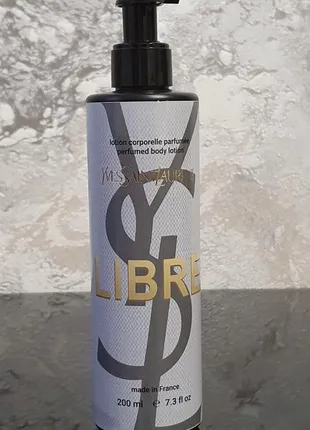 lotion corporelle parfumée
perfumed body lotion
YVES SAINT LAURENT
YSL
LIBRE
made in France
200 ml e 7.3 fl oz